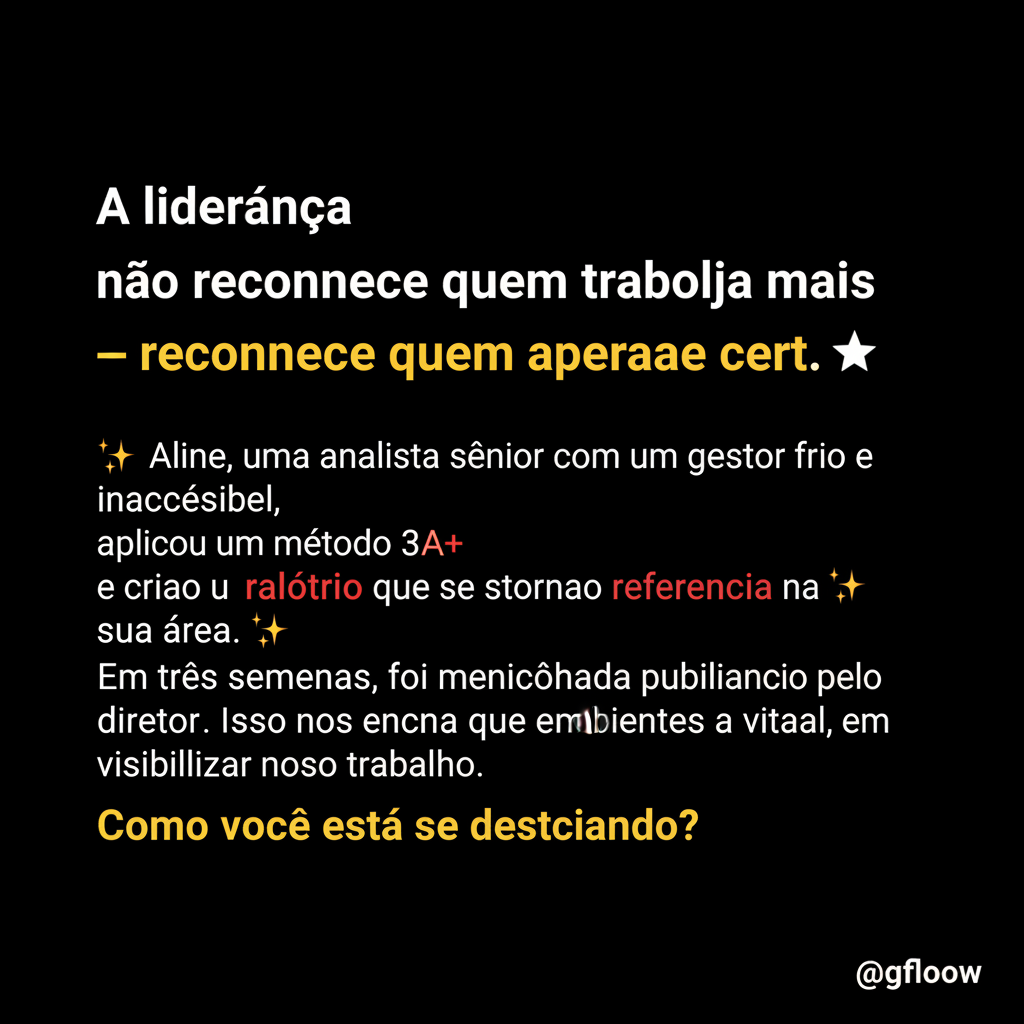 A lideránça
não reconnece quem trabolja mais
– reconnece quem aperaae cert.
Aline, uma analista sênior com um gestor frio e
inaccésibel,
aplicou um método 3A+
e criao u ralótrio que se stornao referencia na
sua área.
Em três semenas, foi menicôhada pubiliancio pelo
diretor. Isso nos encna que a vitaal, em
visibillizar noso trabalho.
Como você está se destciando?
@gfloow